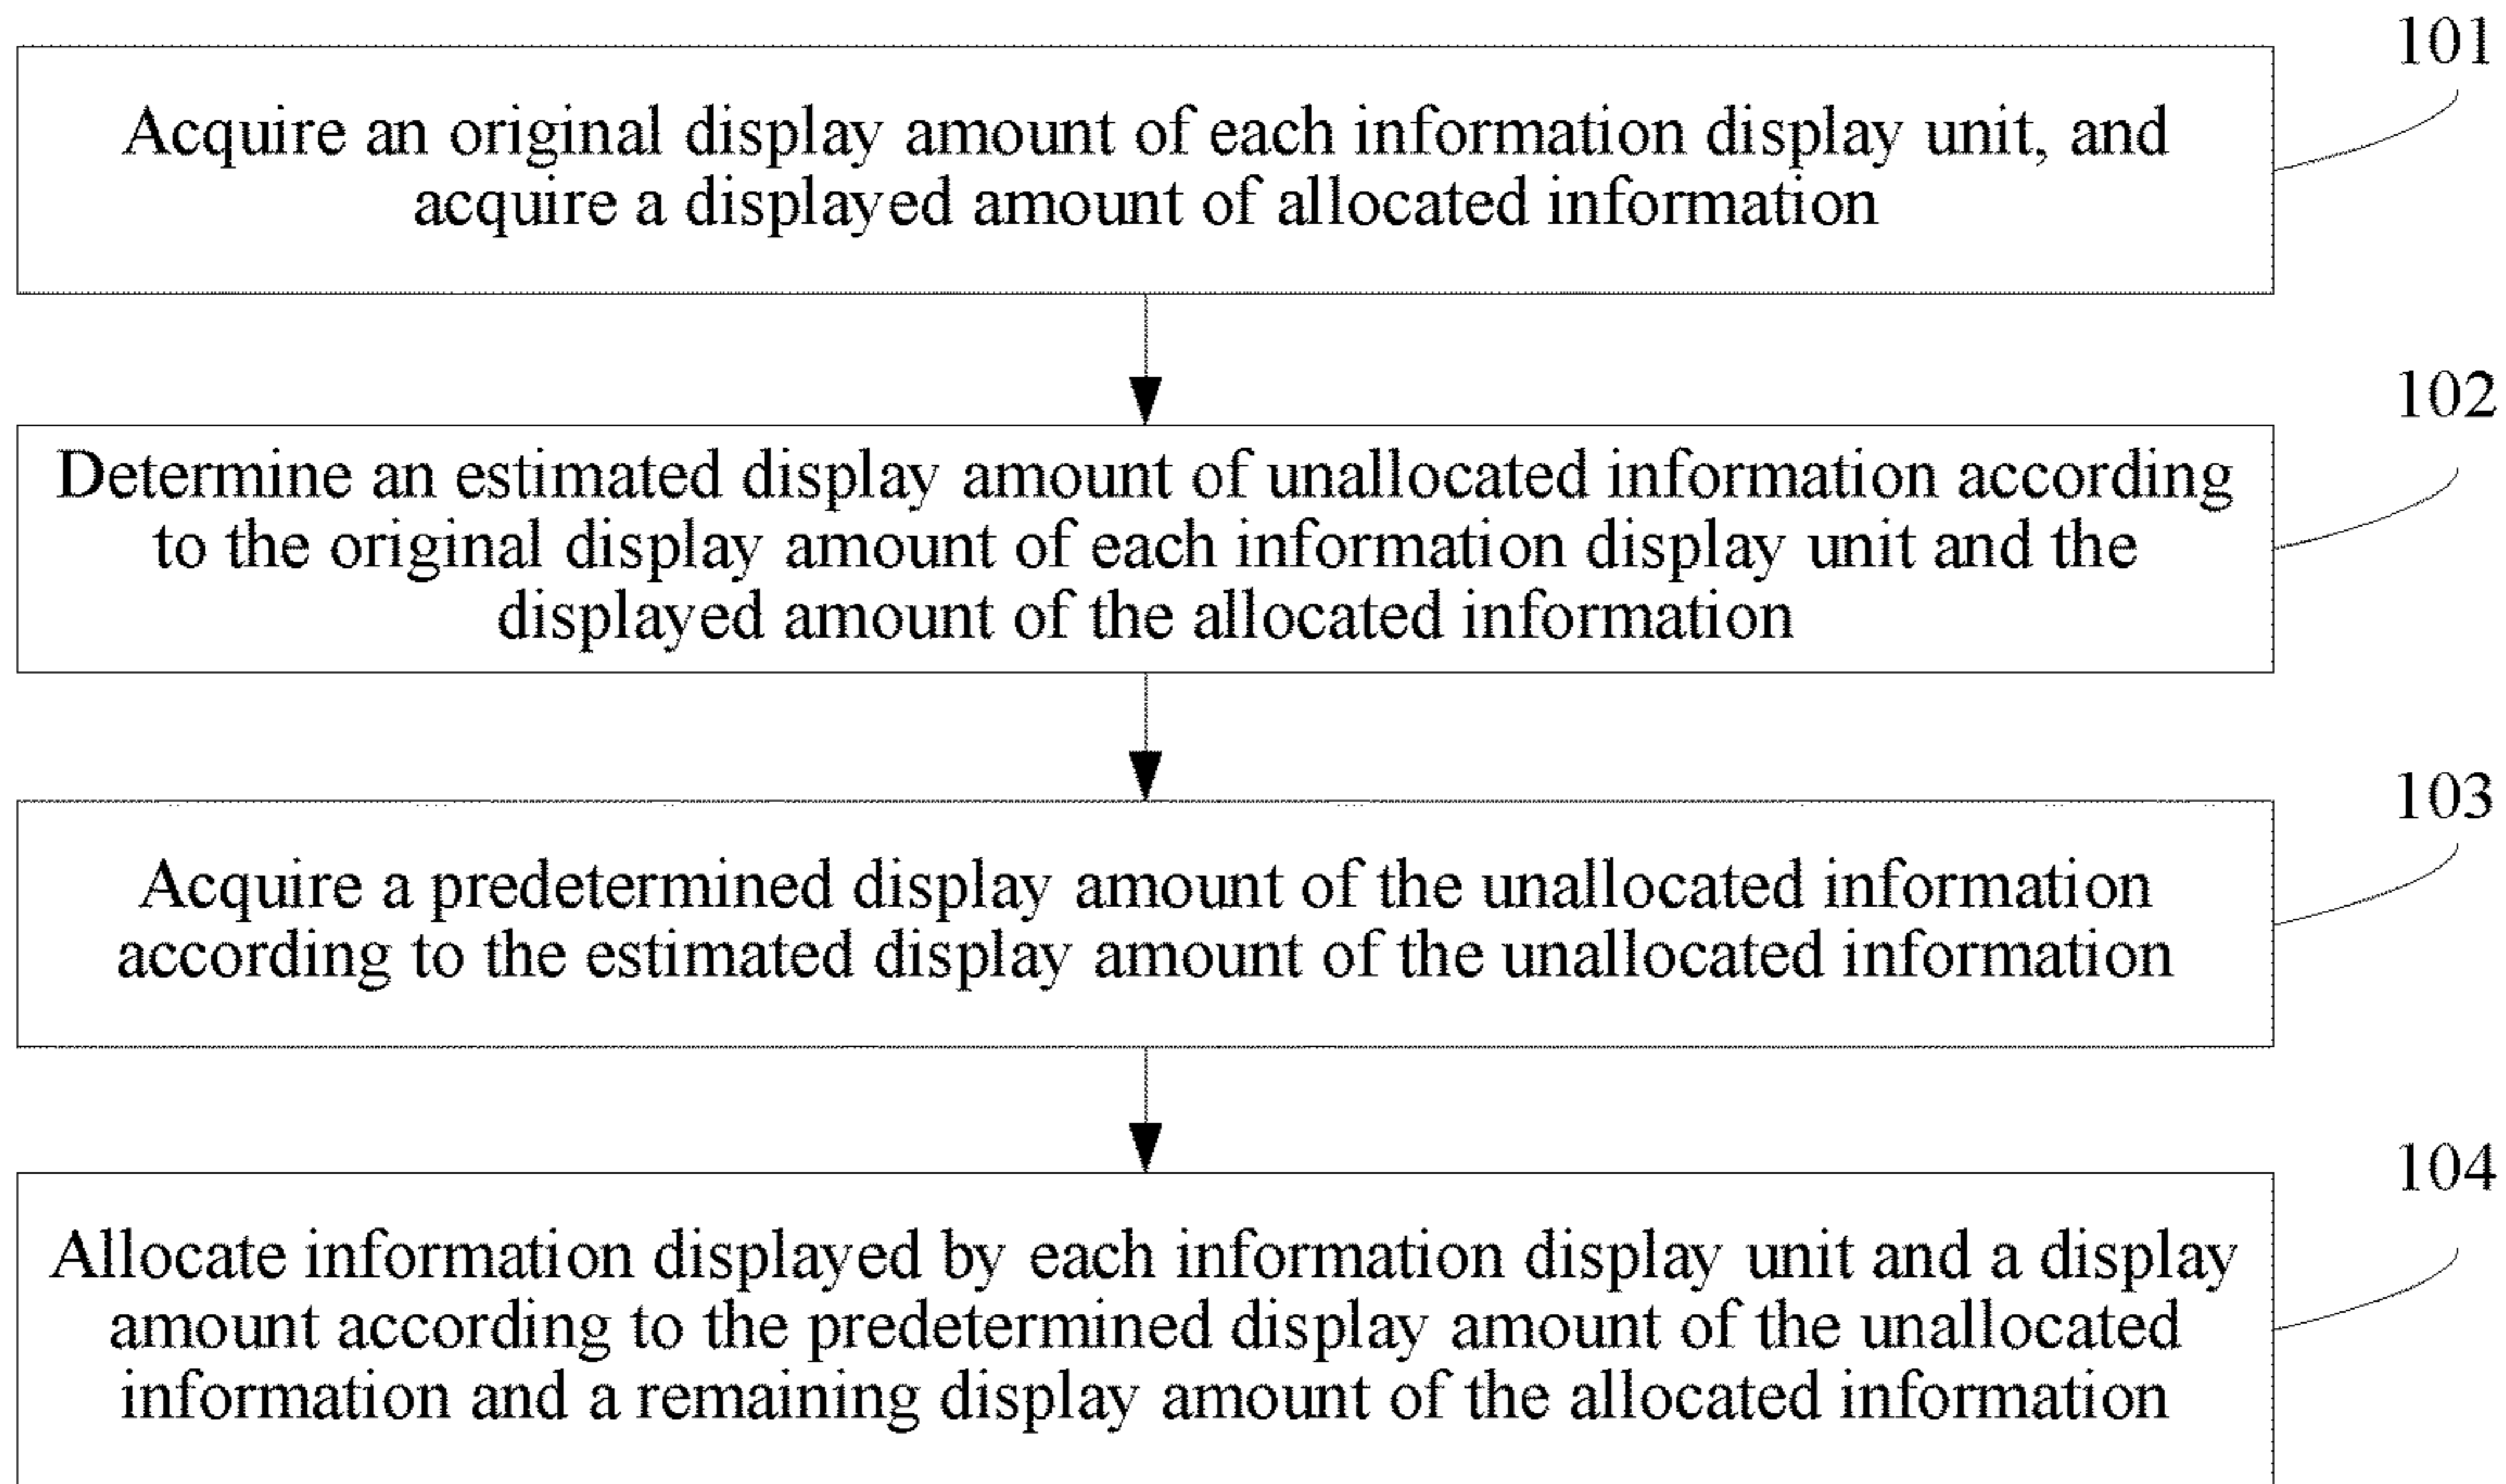 101
Acquire an original display amount of each information display unit, and
acquire a displayed amount of allocated information
102
Determine an estimated display amount of unallocated information according
to the original display amount of each information display unit and the
displayed amount of the allocated information
103
Acquire a predetermined display amount of the unallocated information
according to the estimated display amount of the unallocated information
104
Allocate information displayed by each information display unit and a display
amount according to the predetermined display amount of the unallocated
information and a remaining display amount of the allocated information